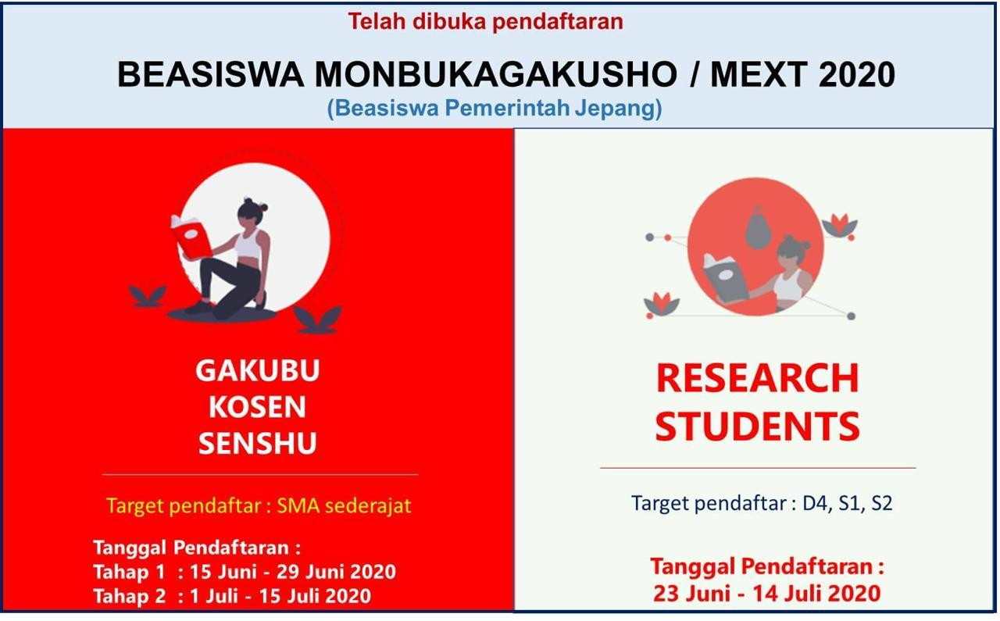 Telah dibuka pendaftaran
BEASISWA MONBUKAGAKUSHO / MEXT 2020
(Beasiswa Pemerintah Jepang)
GAKUBU
KOSEN
SENSHU
Target pendaftar : SMA sederajat
Tanggal Pendaftaran :
Tahap 1 : 15 Juni - 29 Juni 2020
Tahap 2 : 1 Juli - 15 Juli 2020
RESEARCH
STUDENTS
Target pendaftar : D4, S1, S2
Tanggal Pendaftaran :
23 Juni - 14 Juli 2020